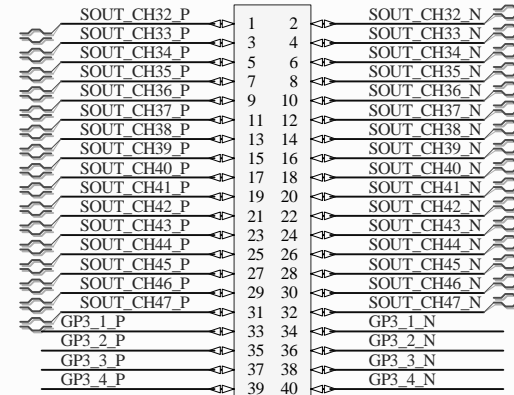 SOUT_CH32_P 1 2 SOUT_CH32_N
SOUT_CH33_P 3 4 SOUT_CH33_N
SOUT_CH34_P 5 6 SOUT_CH34_N
SOUT_CH35_P 7 8 SOUT_CH35_N
SOUT_CH36_P 9 10 SOUT_CH36_N
SOUT_CH37_P 11 12 SOUT_CH37_N
SOUT_CH38_P 13 14 SOUT_CH38_N
SOUT_CH39_P 15 16 SOUT_CH39_N
SOUT_CH40_P 17 18 SOUT_CH40_N
SOUT_CH41_P 19 20 SOUT_CH41_N
SOUT_CH42_P 21 22 SOUT_CH42_N
SOUT_CH43_P 23 24 SOUT_CH43_N
SOUT_CH44_P 25 26 SOUT_CH44_N
SOUT_CH45_P 27 28 SOUT_CH45_N
SOUT_CH46_P 29 30 SOUT_CH46_N
SOUT_CH47_P 31 32 SOUT_CH47_N
GP3_1_P 33 34 GP3_1_N
GP3_2_P 35 36 GP3_2_N
GP3_3_P 37 38 GP3_3_N
GP3_4_P 39 40 GP3_4_N